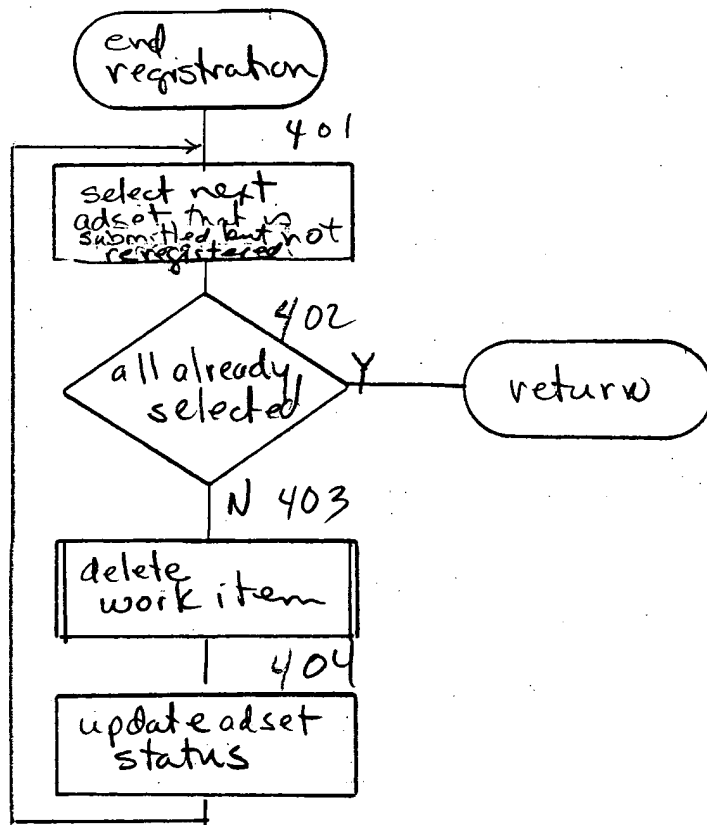 end
registration
401
select next
adset that is
submitted but not
reregistered
402
all already
selected
Y
return
N 403
delete
work item
404
update adset
status